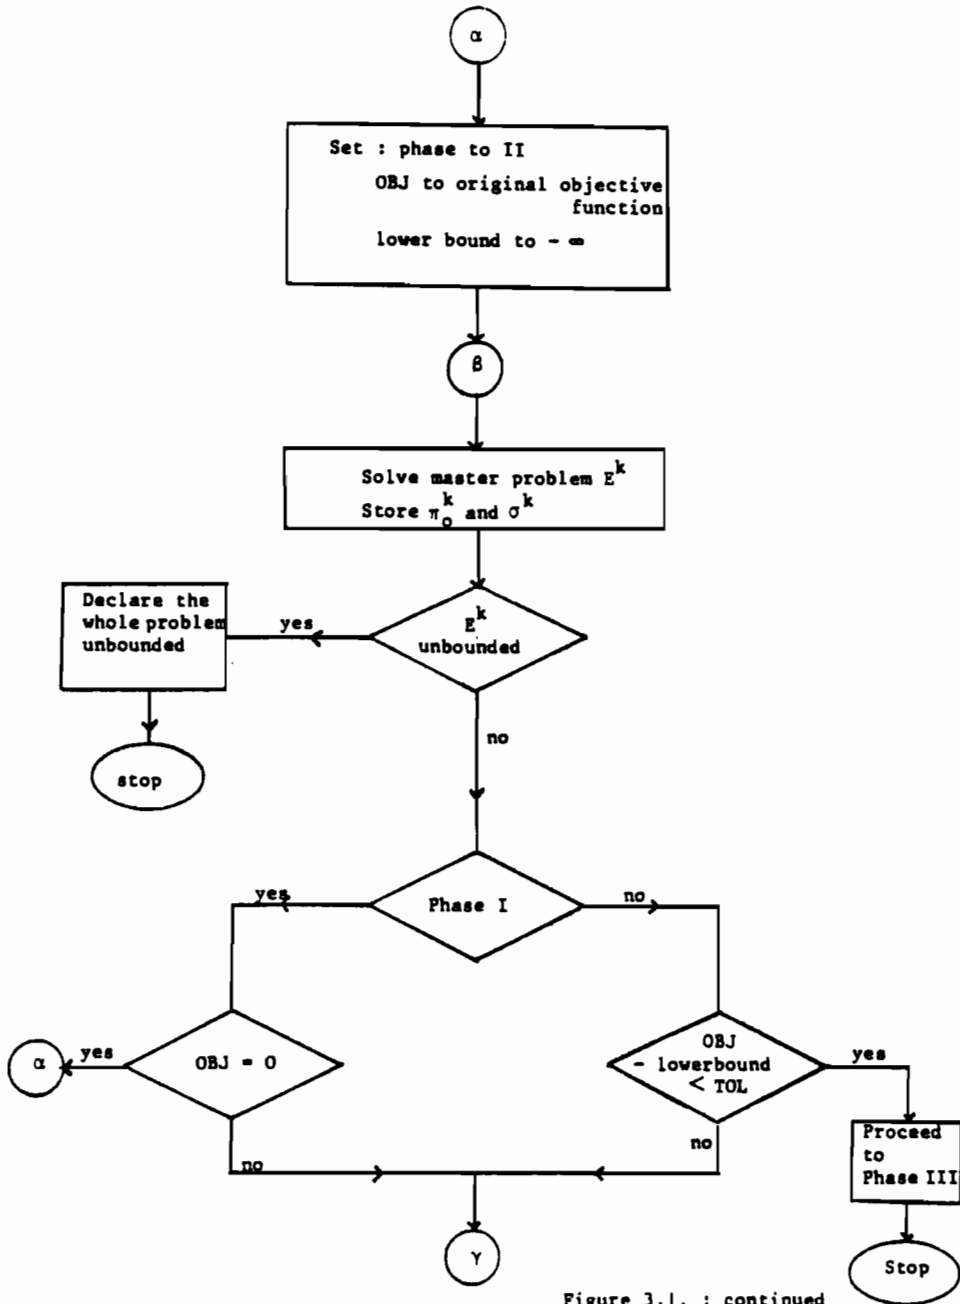 α
Set : phase to II
OBJ to original objective
function
lower bound to - ∞
β
Solve master problem E^k
Store π_o^k and σ^k
E^k
unbounded
yes
Declare the
whole problem
unbounded
stop
no
Phase I
yes
no
OBJ = 0
yes
α
no
OBJ
- lowerbound
< TOL
yes
no
Proceed
to
Phase III
Stop
γ
Figure 3.1. : continued